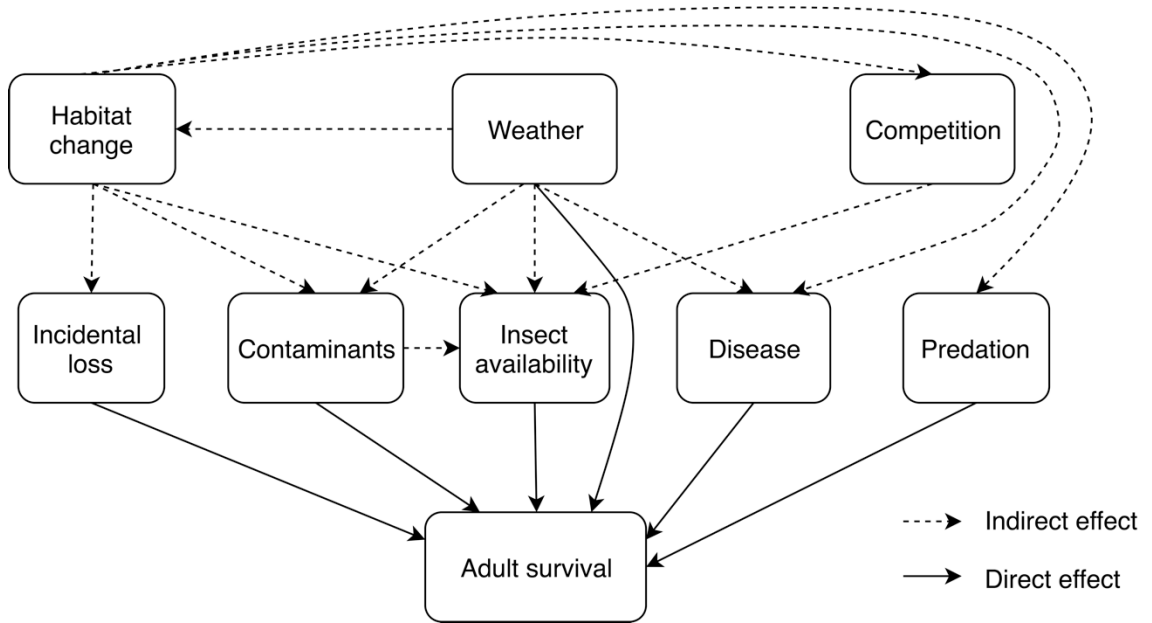 Habitat
change
Weather
Competition
Incidental
loss
Contaminants
Insect
availability
Disease
Predation
Adult survival
Indirect effect
Direct effect